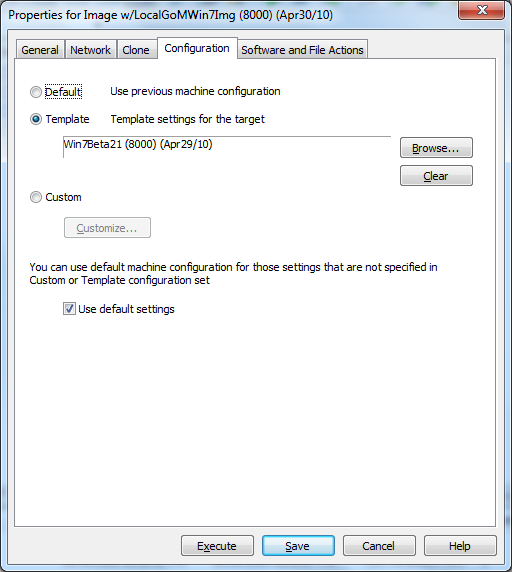 Properties for Image w/LocalGoMWin7Img (8000) (Apr30/10)
General Network Clone Configuration Software and File Actions
Default Use previous machine configuration
Template Template settings for the target
Win7Beta21 (8000) (Apr29/10)
Browse...
Clear
Custom
Customize...
You can use default machine configuration for those settings that are not specified in
Custom or Template configuration set
Use default settings
Execute Save Cancel Help